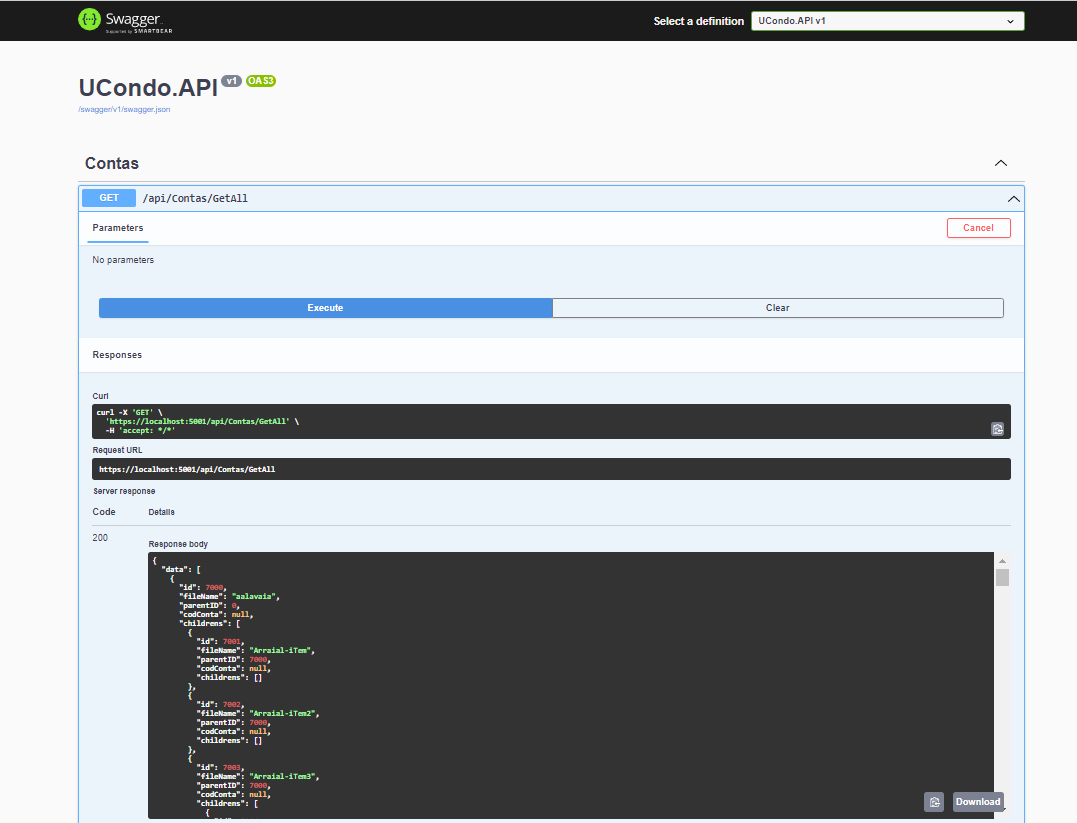 Swagger
Supported by SMARTBEAR
Select a definition
UCondo.API v1
UCondo.API v1 OAS3
/swagger/v1/swagger.json
Contas
GET /api/Contas/GetAll
Parameters
Cancel
No parameters
Execute
Clear
Responses
Curl
curl -X 'GET' \
'https://localhost:5001/api/Contas/GetAll' \
-H 'accept: */*'
Request URL
https://localhost:5001/api/Contas/GetAll
Server response
Code Details
200
Response body
{
"data": [
{
"id": 7000,
"fileName": "aalavaia",
"parentID": 0,
"codConta": null,
"childrens": [
{
"id": 7001,
"fileName": "Arraial-iTem",
"parentID": 7000,
"codConta": null,
"childrens": []
},
{
"id": 7002,
"fileName": "Arraial-iTem2",
"parentID": 7000,
"codConta": null,
"childrens": []
},
{
"id": 7003,
"fileName": "Arraial-iTem3",
"parentID": 7000,
"codConta": null,
"childrens": [
{
Download